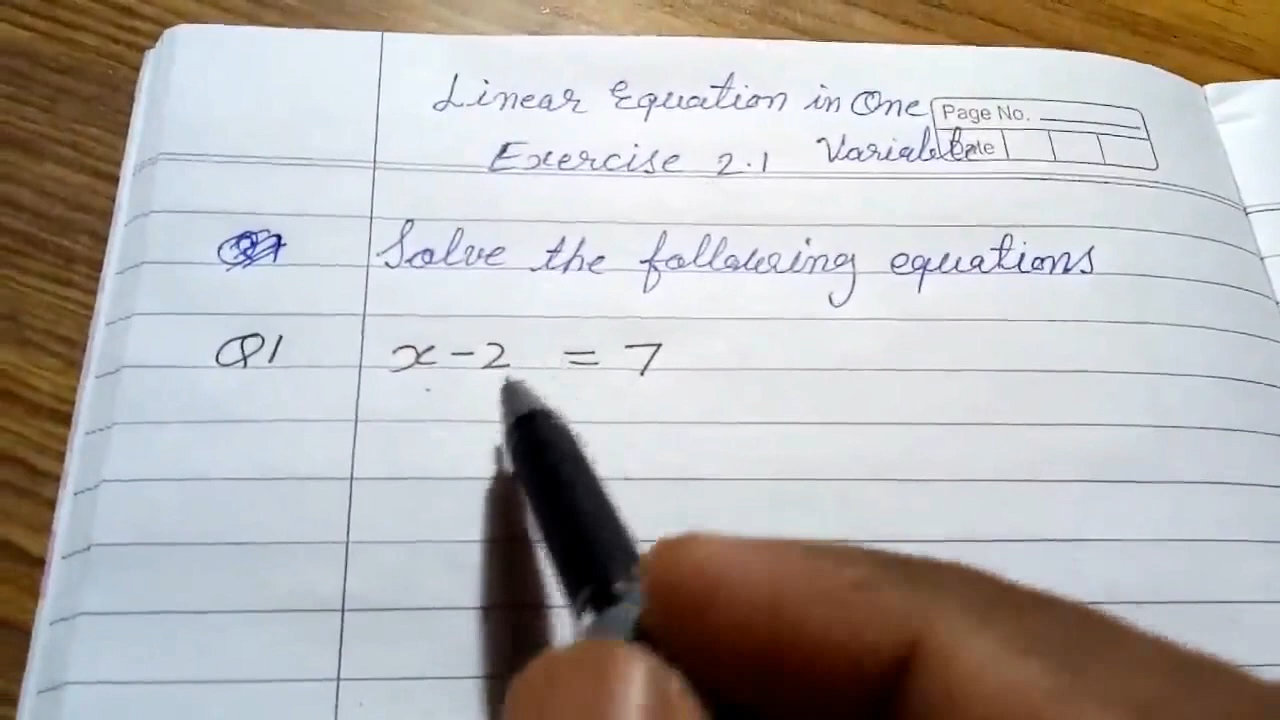 Linear Equation in One
Page No.
Exercise 2.1 Variable
Date
Solve the following equations
Q1 x - 2 = 7